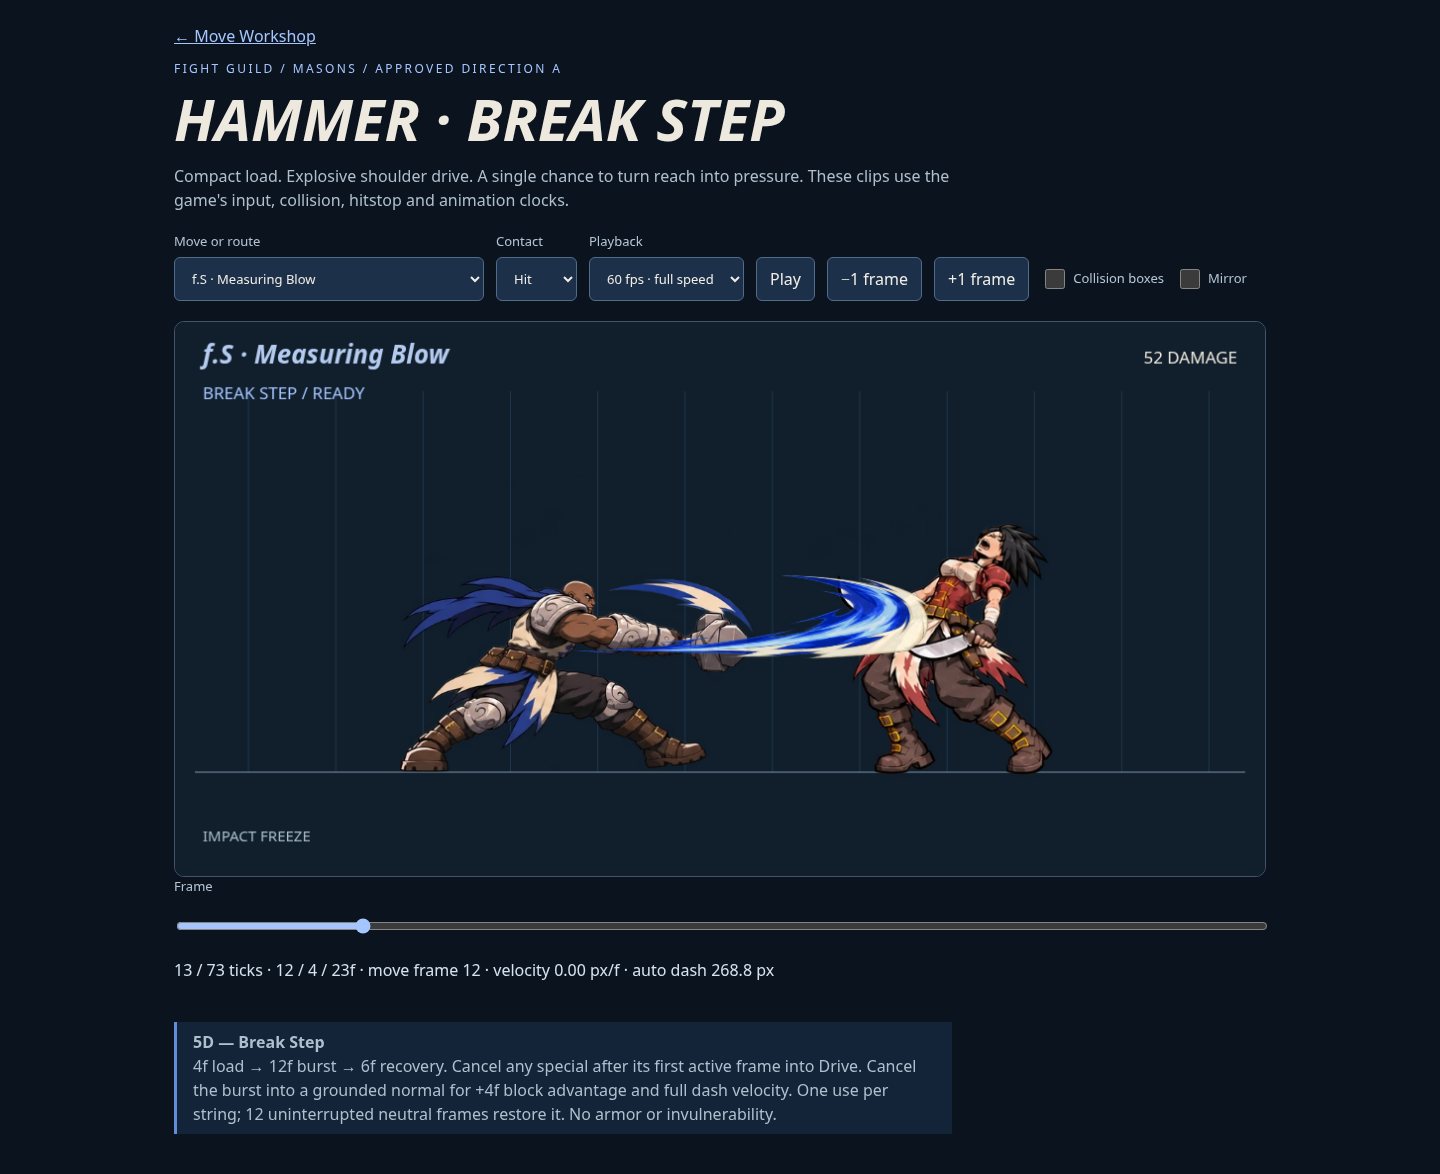 ← Move Workshop
FIGHT GUILD / MASONS / APPROVED DIRECTION A
HAMMER · BREAK STEP
Compact load. Explosive shoulder drive. A single chance to turn reach into pressure. These clips use the
game's input, collision, hitstop and animation clocks.
Move or route
Contact
Playback
f.S · Measuring Blow
Hit
60 fps · full speed
Play
−1 frame
+1 frame
Collision boxes
Mirror
f.S · Measuring Blow
52 DAMAGE
BREAK STEP / READY
IMPACT FREEZE
Frame
13 / 73 ticks · 12 / 4 / 23f · move frame 12 · velocity 0.00 px/f · auto dash 268.8 px
5D — Break Step
4f load → 12f burst → 6f recovery. Cancel any special after its first active frame into Drive. Cancel
the burst into a grounded normal for +4f block advantage and full dash velocity. One use per
string; 12 uninterrupted neutral frames restore it. No armor or invulnerability.